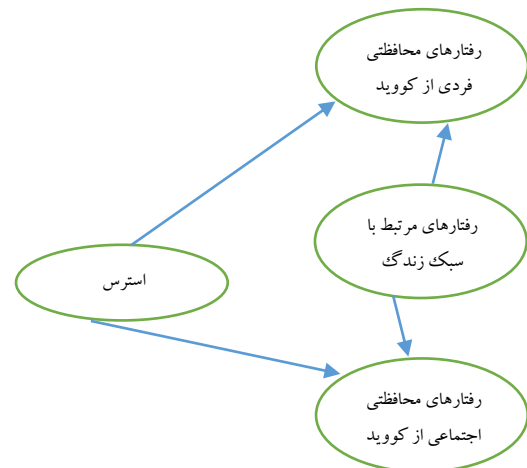 رفتارهای محافظتی
فردی از کووید
رفتارهای مرتبط با
سبک زندگ
استرس
رفتارهای محافظتی
اجتماعی از کووید